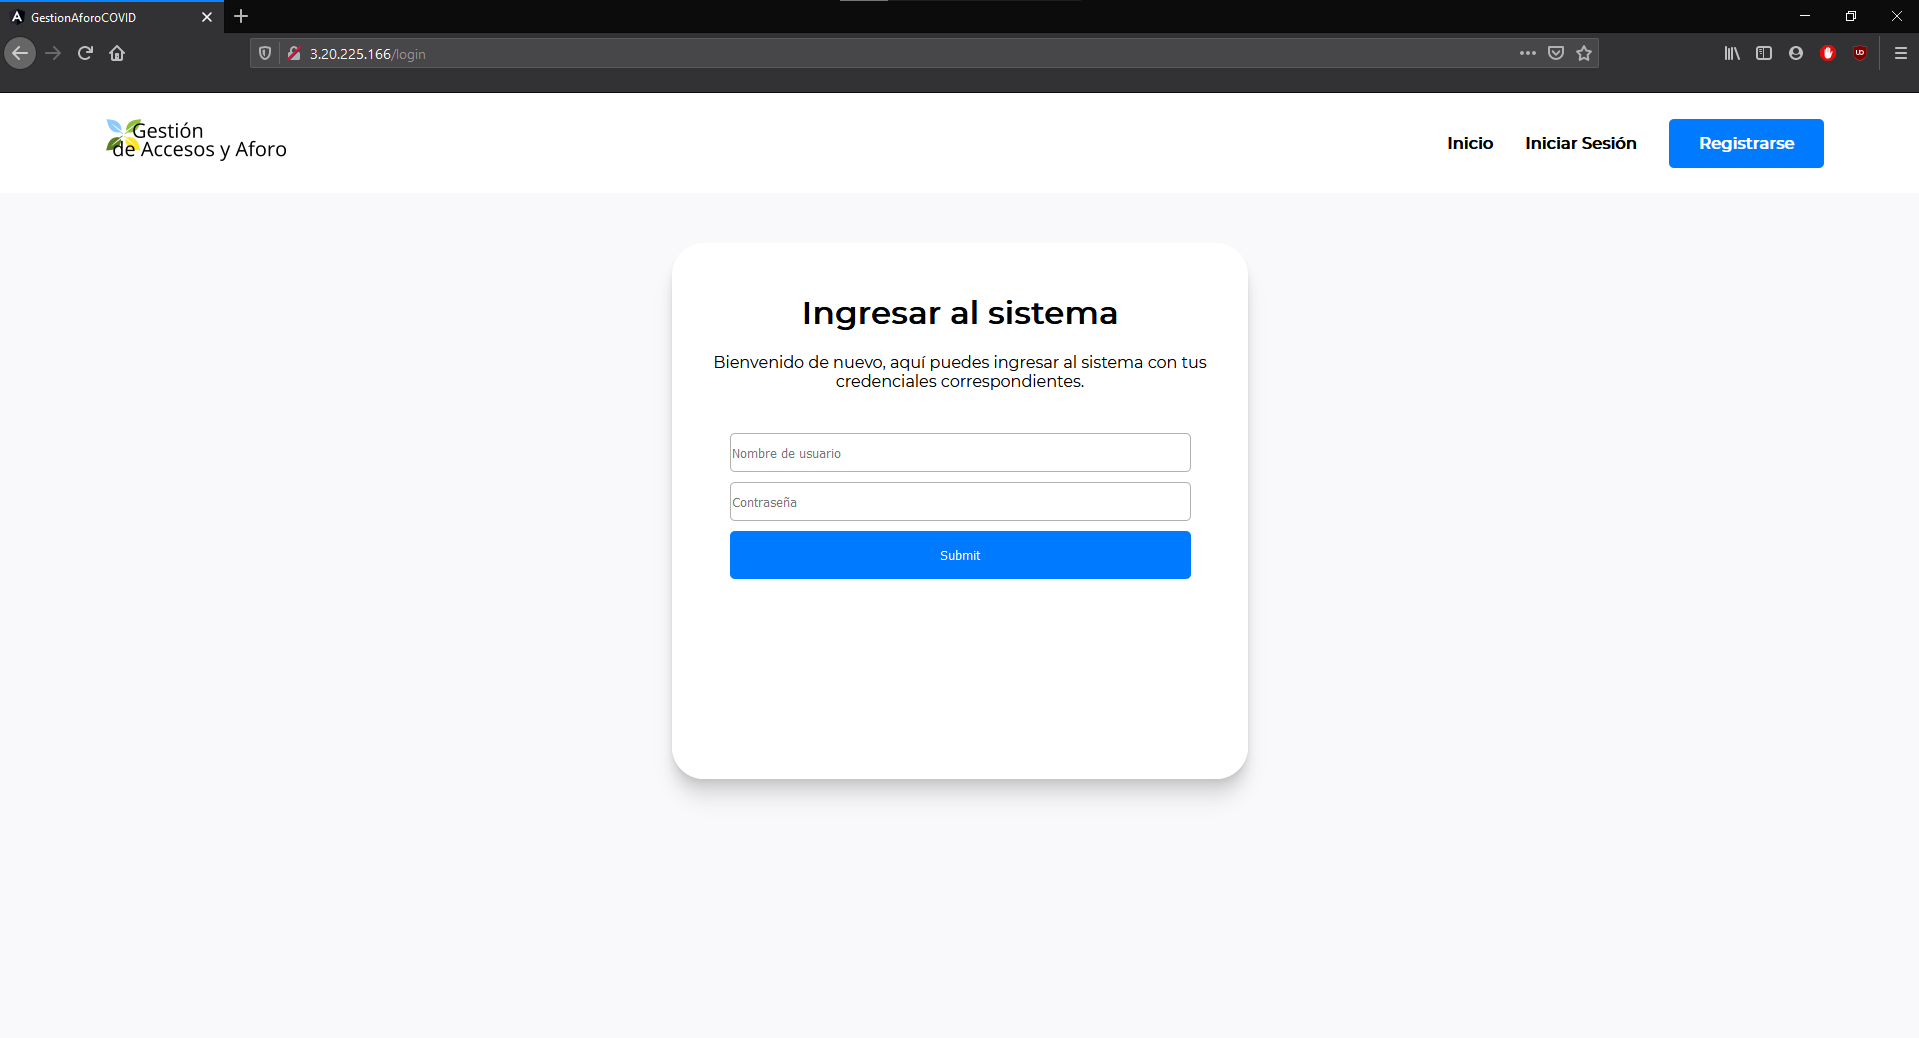 GestionAforoCOVID
3.20.225.166/login
Gestión
de Accesos y Aforo
Inicio
Iniciar Sesión
Registrarse
Ingresar al sistema
Bienvenido de nuevo, aquí puedes ingresar al sistema con tus
credenciales correspondientes.
Nombre de usuario
Contraseña
Submit